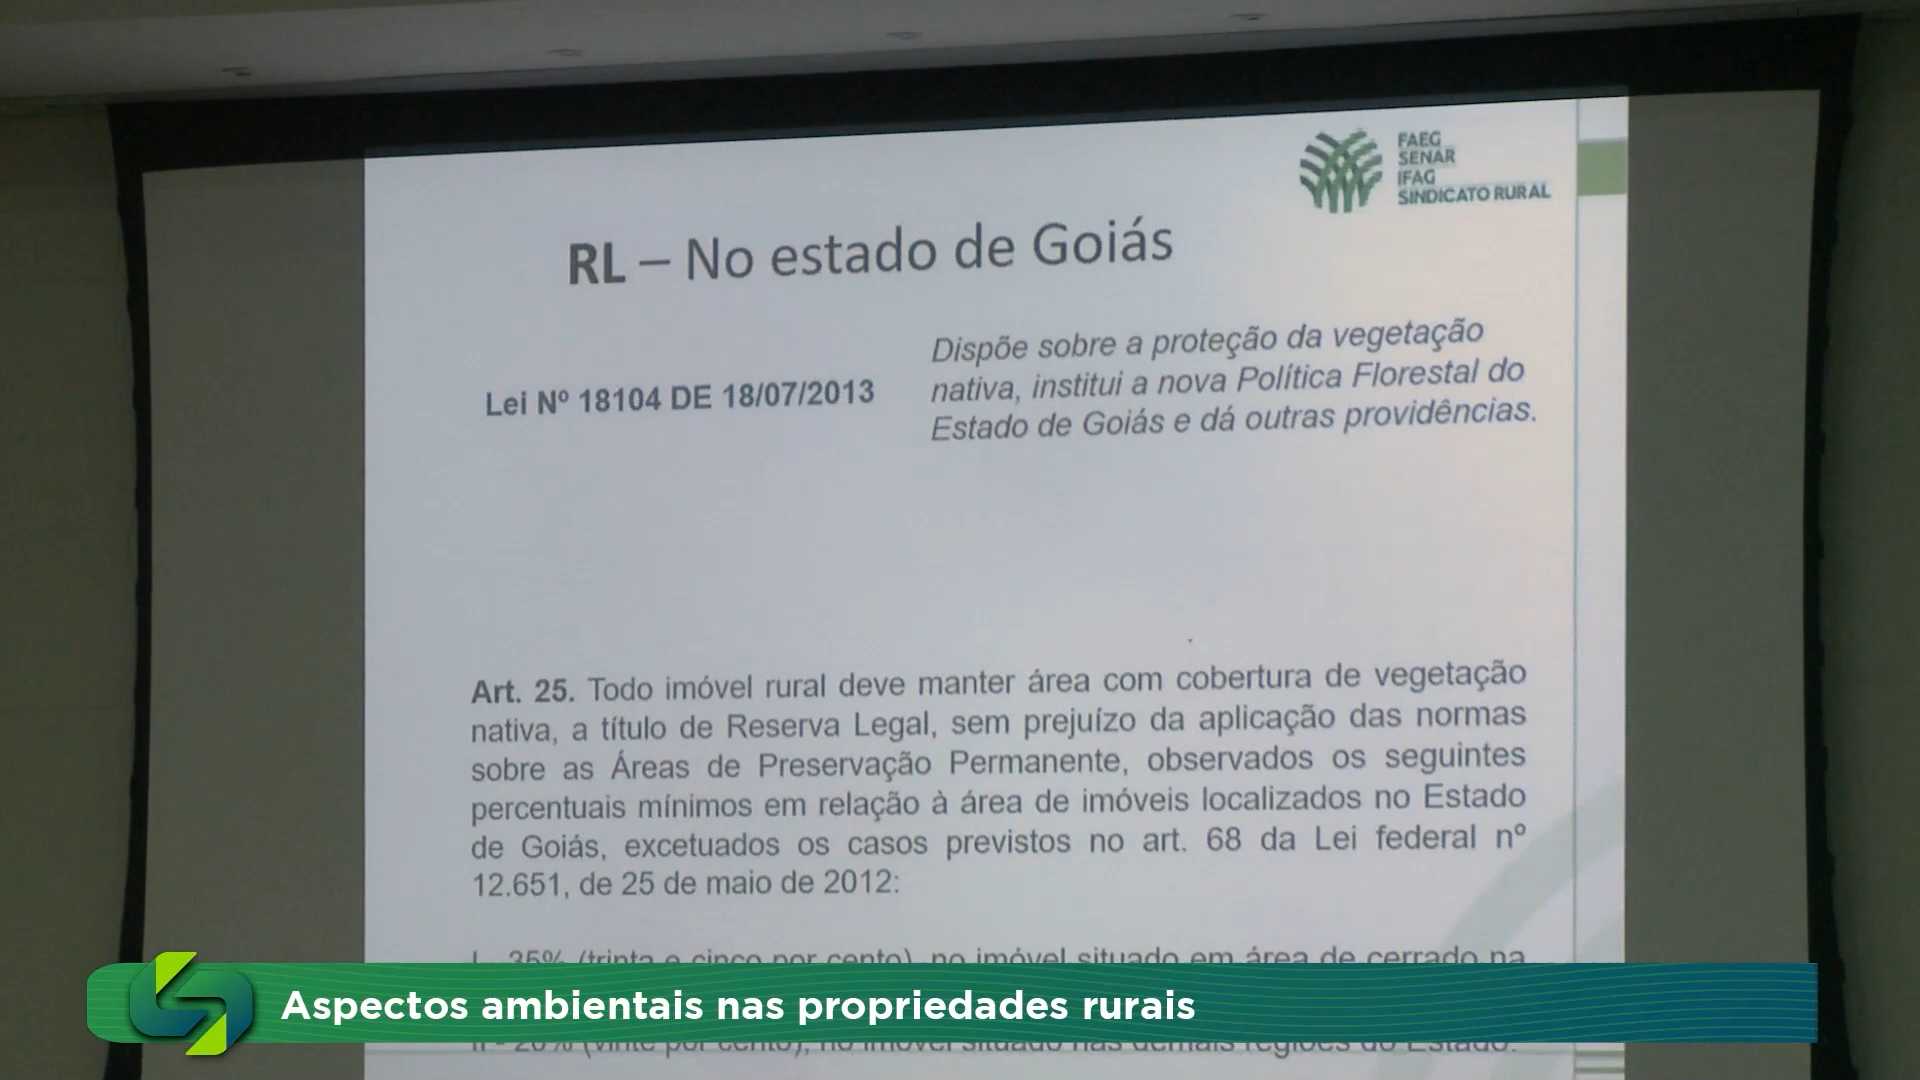 FAEG
SENAR
IFAG
SINDICATO RURAL
RL – No estado de Goiás
Lei Nº 18104 DE 18/07/2013
Dispõe sobre a proteção da vegetação
nativa, institui a nova Política Florestal do
Estado de Goiás e dá outras providências.
Art. 25. Todo imóvel rural deve manter área com cobertura de vegetação
nativa, a título de Reserva Legal, sem prejuízo da aplicação das normas
sobre as Áreas de Preservação Permanente, observados os seguintes
percentuais mínimos em relação à área de imóveis localizados no Estado
de Goiás, excetuados os casos previstos no art. 68 da Lei federal nº
12.651, de 25 de maio de 2012:
I - 35% (trinta e cinco por cento), no imóvel situado em área de cerrado na
Aspectos ambientais nas propriedades rurais
II - 20% (vinte por cento), no imóvel situado nas demais regiões do Estado.